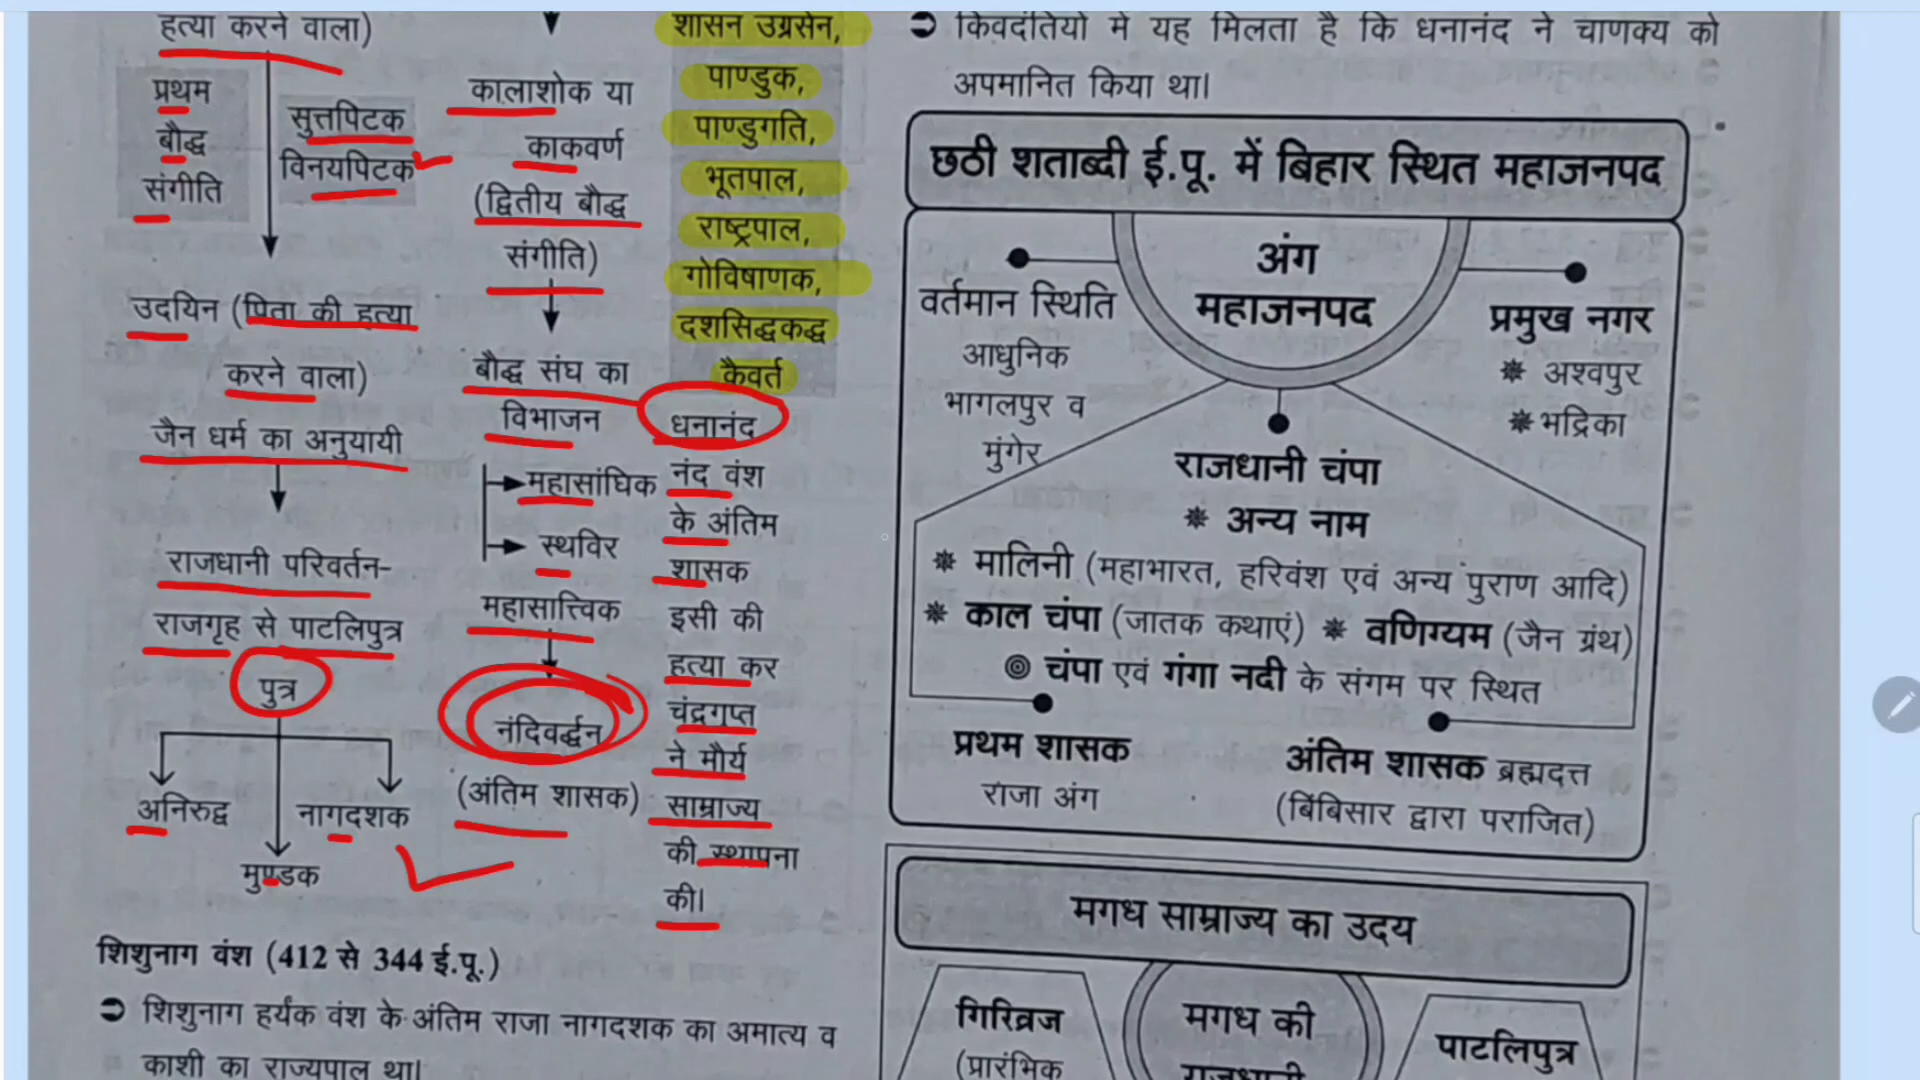 हत्या करने वाला)
प्रथम
बौद्ध
संगीति
सुत्तपिटक
विनयपिटक
उदयिन (पिता की हत्या
करने वाला)
जैन धर्म का अनुयायी
राजधानी परिवर्तन-
राजगृह से पाटलिपुत्र
पुत्र
अनिरुद्व
नागदशक
मुण्डक
कालाशोक या
काकवर्ण
(द्वितीय बौद्ध
संगीति)
बौद्ध संघ का
विभाजन
महासांघिक
स्थविर
महासात्त्विक
नंदिवर्द्धन
(अंतिम शासक)
शासन उग्रसेन,
पाण्डुक,
पाण्डुगति,
भूतपाल,
राष्ट्रपाल,
गोविषाणक,
दशसिद्धकद्ध
कैवर्त
धनानंद
नंद वंश
के अंतिम
शासक
इसी की
हत्या कर
चंद्रगुप्त
ने मौर्य
साम्राज्य
की स्थापना
की।
शिशुनाग वंश (412 से 344 ई.पू.)
शिशुनाग हर्यंक वंश के अंतिम राजा नागदशक का अमात्य व
काशी का राज्यपाल था।
किवदंतियों में यह मिलता है कि धनानंद ने चाणक्य को
अपमानित किया था।
छठी शताब्दी ई.पू. में बिहार स्थित महाजनपद
अंग
महाजनपद
वर्तमान स्थिति
आधुनिक
भागलपुर व
मुंगेर
प्रमुख नगर
अश्वपुर
भद्रिका
राजधानी चंपा
अन्य नाम
मालिनी (महाभारत, हरिवंश एवं अन्य पुराण आदि)
काल चंपा (जातक कथाएं) वणिग्यम (जैन ग्रंथ)
चंपा एवं गंगा नदी के संगम पर स्थित
प्रथम शासक
राजा अंग
अंतिम शासक ब्रह्मदत्त
(बिंबिसार द्वारा पराजित)
मगध साम्राज्य का उदय
गिरिव्रज
(प्रारंभिक
मगध की
राजधानी
पाटलिपुत्र